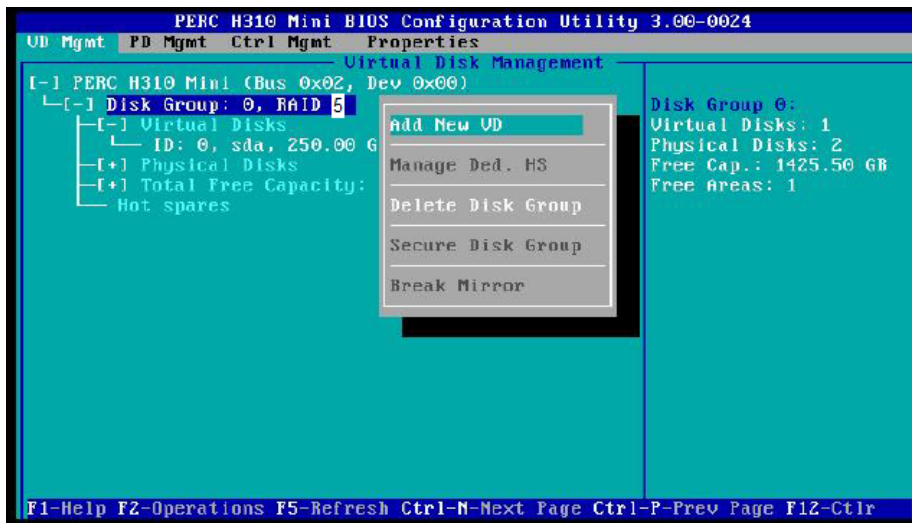 PERC H310 Mini BIOS Configuration Utility 3.00-0024
VD Mgmt PD Mgmt Ctrl Mgmt Properties
Virtual Disk Management
[-] PERC H310 Mini (Bus 0x02, Dev 0x00)
[-] Disk Group: 0, RAID 5
[-] Virtual Disks
ID: 0, sda, 250.00 G
[+] Physical Disks
[+] Total Free Capacity:
Hot spares
Add New VD
Manage Ded. HS
Delete Disk Group
Secure Disk Group
Break Mirror
Disk Group 0:
Virtual Disks: 1
Physical Disks: 2
Free Cap.: 1425.50 GB
Free Areas: 1
F1-Help F2-Operations F5-Refresh Ctrl-N-Next Page Ctrl-P-Prev Page F12-Ctlr